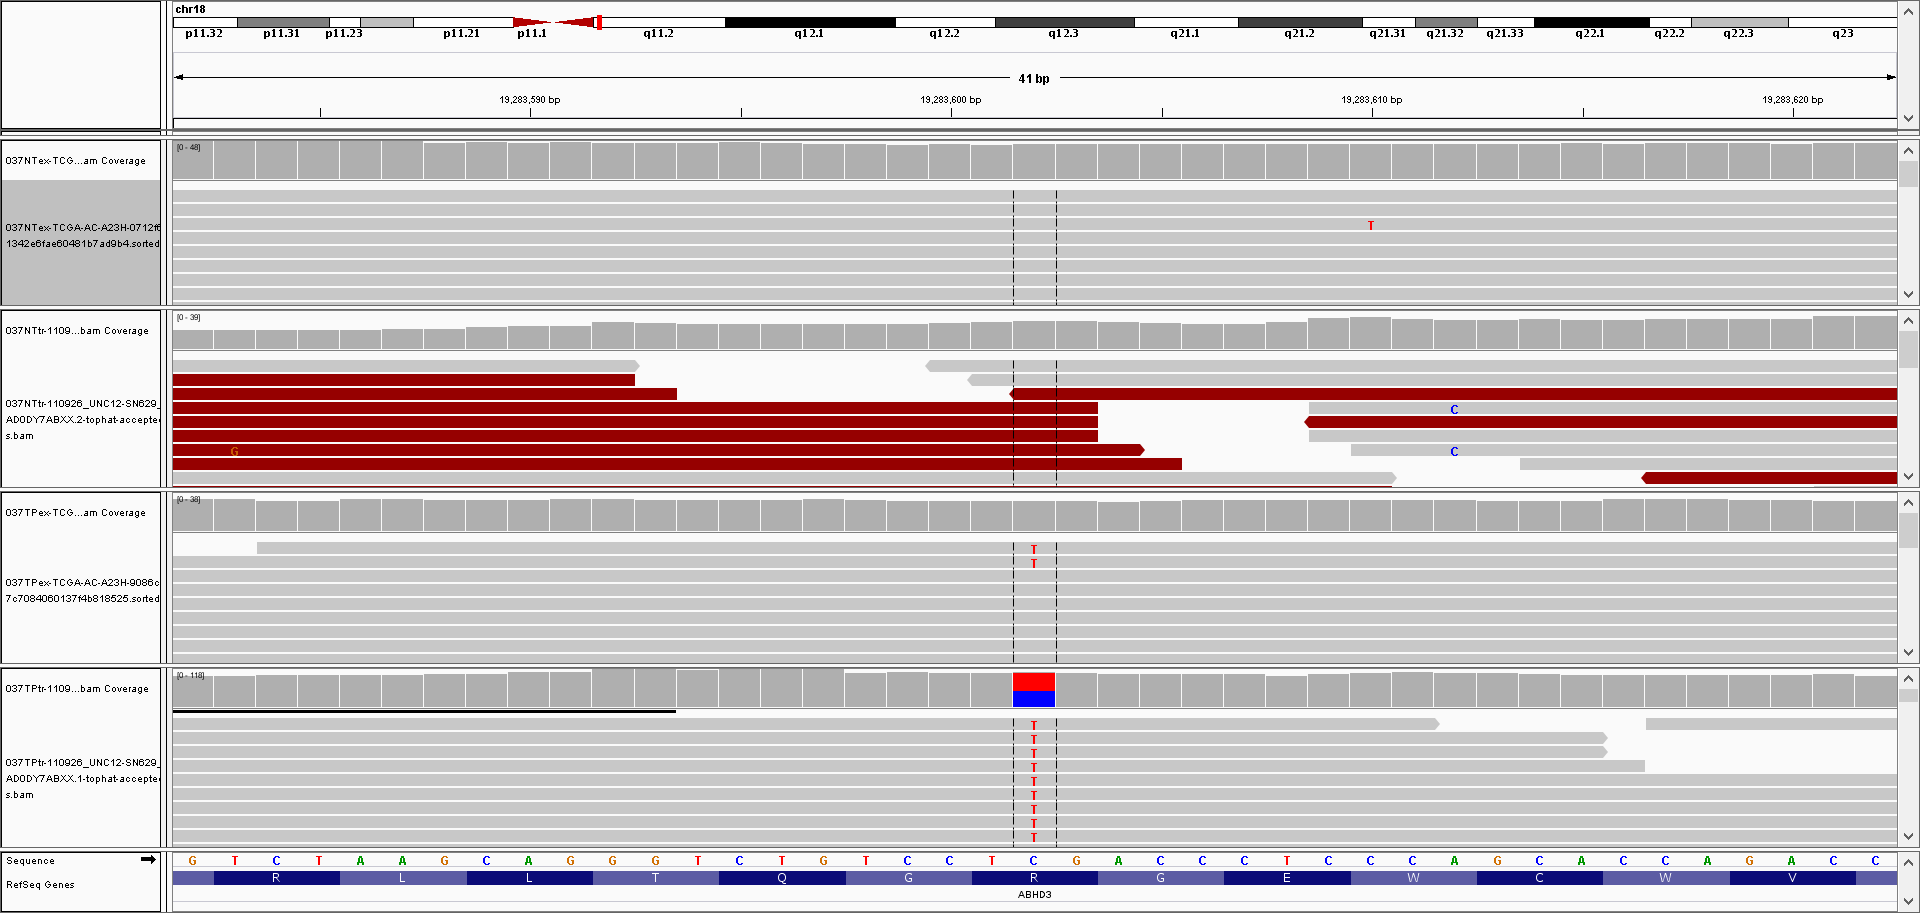 chr18
p11.32 p11.31 p11.23 p11.21 p11.1 q11.2 q12.1 q12.2 q12.3 q21.1 q21.2 q21.31 q21.32 q21.33 q22.1 q22.2 q22.3 q23
41 bp
19,283,590 bp 19,283,600 bp 19,283,610 bp 19,283,620 bp
[0 - 48]
037NTex-TCG...am Coverage
T
037NTex-TCGA-AC-A23H-0712f6
1342e6fae60481b7ad9b4.sorted
[0 - 39]
037NTtr-1109...bam Coverage
037NTtr-110926_UNC12-SN629_
C
AD0DY7ABXX.2-tophat-accepte
s.bam
G C
[0 - 38]
037TPex-TCG...am Coverage
T
T
037TPex-TCGA-AC-A23H-9086c
7c7084060137f4b818525.sorted
[0 - 118]
037TPtr-1109...bam Coverage
T
T
T
037TPtr-110926_UNC12-SN629_
T
AD0DY7ABXX.1-tophat-accepte
T
s.bam
T
T
T
T
Sequence G T C T A A G C A G G G T C T G T C C T C G A C C C T C C C A G C A C C A G A C C
RefSeq Genes R L L T Q G R G E W C W V
ABHD3